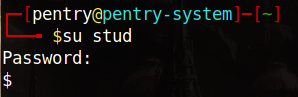 ┌─[pentry@pentry-system]─[~]
└──╼ $su stud
Password:
$